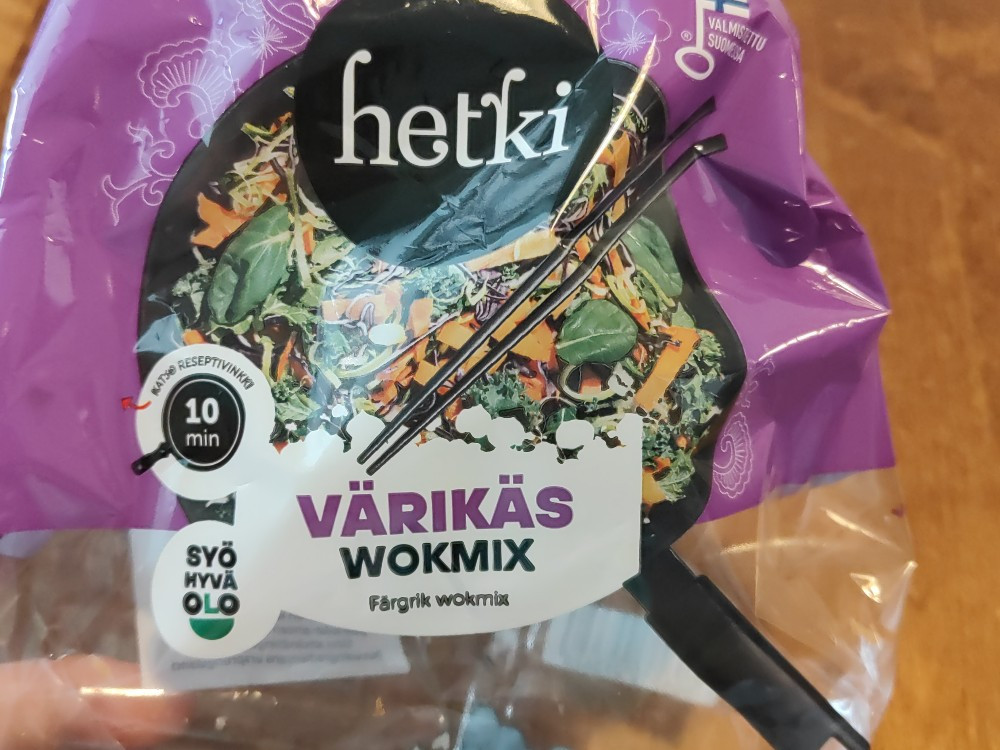 hetki
VALMISTETTU
SUOMESSA
KATSO RESEPTIVINKKI
10
min
VÄRIKÄS
WOKMIX
Färgrik wokmix
SYÖ
HYVÄ
OLO